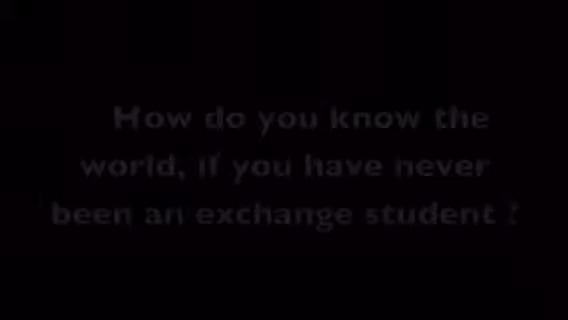 How do you know the
world, if you have never
been an exchange student ?